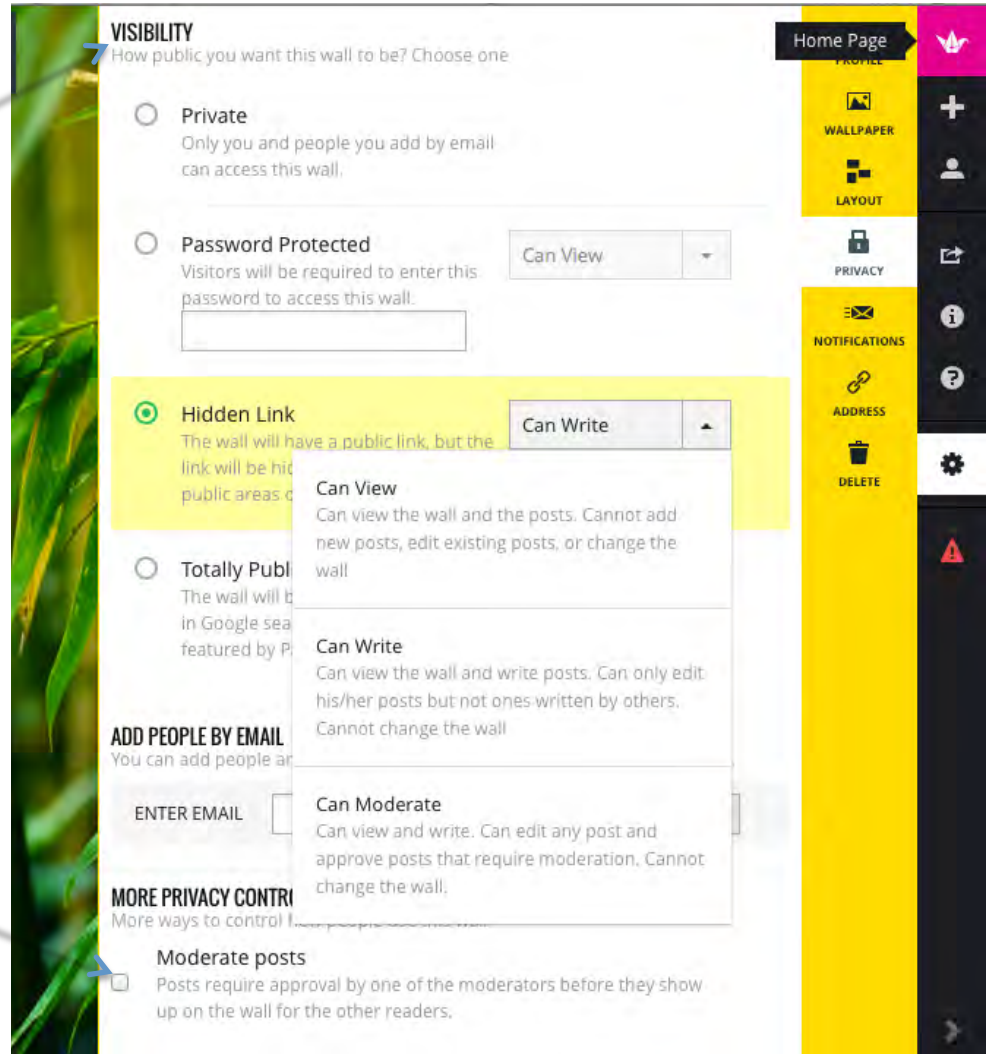 VISIBILITY
How public you want this wall to be? Choose one
Private
Only you and people you add by email
can access this wall.
Password Protected
Can View
Visitors will be required to enter this
password to access this wall.
Hidden Link
Can Write
The wall will have a public link, but the
link will be
public areas
Can View
Can view the wall and the posts. Cannot add
new posts, edit existing posts, or change the
wall
Totally
The wall will
in Google
featured by
Can Write
Can view the wall and write posts. Can only edit
his/her posts but not ones written by others.
Cannot change the wall
ADD PEOPLE BY EMAIL
You can add people
ENTER EMAIL
Can Moderate
Can view and write. Can edit any post and
approve posts that require moderation. Cannot
change the wall.
MORE PRIVACY
More ways to control
Moderate posts
Posts require approval by one of the moderators before they show
up on the wall for the other readers.
Home Page
WALLPAPER
LAYOUT
PRIVACY
NOTIFICATIONS
ADDRESS
DELETE